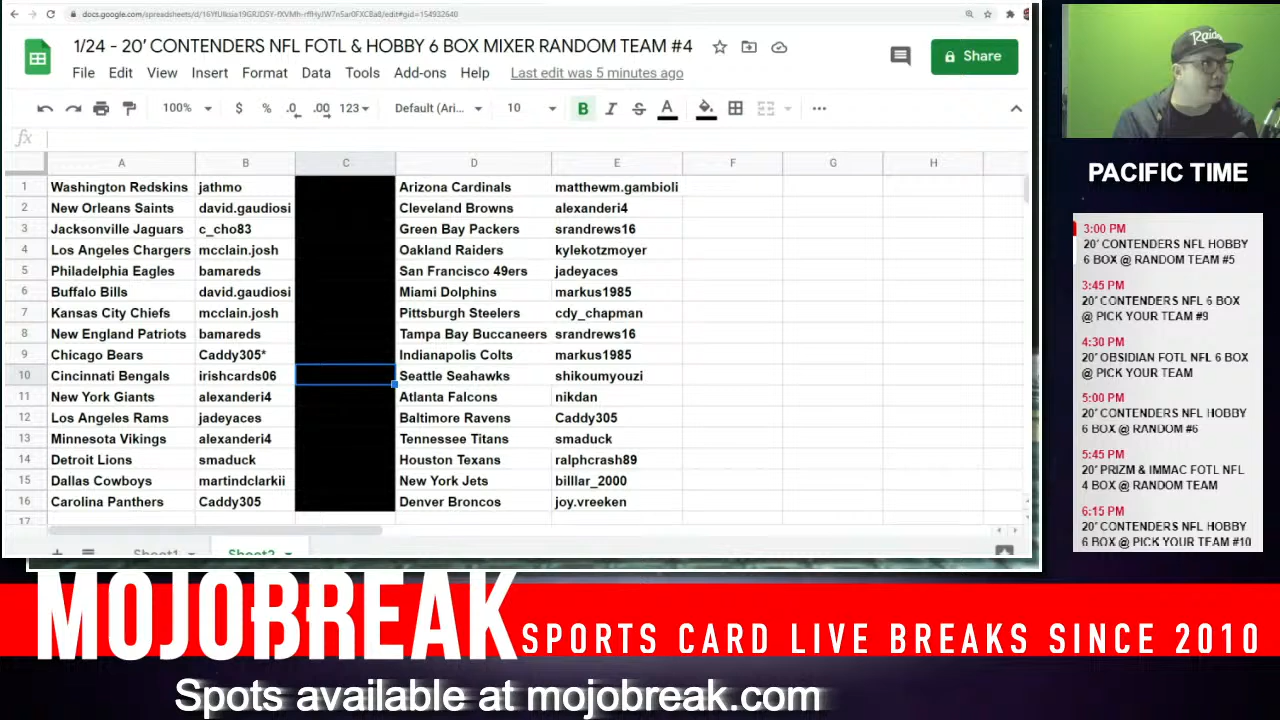 docs.google.com/spreadsheets/d/
1/24 - 20' CONTENDERS NFL FOTL & HOBBY 6 BOX MIXER RANDOM TEAM #4
Share
File Edit View Insert Format Data Tools Add-ons Help Last edit was 5 minutes ago
100% $ % .0 .00 123 Default (Ari... 10 B I S A
fx
A B C D E F G H
1 Washington Redskins jathmo Arizona Cardinals matthewm.gambioli
2 New Orleans Saints david.gaudiosi Cleveland Browns alexanderi4
3 Jacksonville Jaguars c_cho83 Green Bay Packers srandrews16
4 Los Angeles Chargers mcclain.josh Oakland Raiders kylekotzmoyer
5 Philadelphia Eagles bamareds San Francisco 49ers jadeyaces
6 Buffalo Bills david.gaudiosi Miami Dolphins markus1985
7 Kansas City Chiefs mcclain.josh Pittsburgh Steelers cdy_chapman
8 New England Patriots bamareds Tampa Bay Buccaneers srandrews16
9 Chicago Bears Caddy305* Indianapolis Colts markus1985
10 Cincinnati Bengals irishcards06 Seattle Seahawks shikoumyouzi
11 New York Giants alexanderi4 Atlanta Falcons nikdan
12 Los Angeles Rams jadeyaces Baltimore Ravens Caddy305
13 Minnesota Vikings alexanderi4 Tennessee Titans smaduck
14 Detroit Lions smaduck Houston Texans ralphcrash89
15 Dallas Cowboys martindclarkii New York Jets billlar_2000
16 Carolina Panthers Caddy305 Denver Broncos joy.vreeken
17
Sheet1 Sheet2
PACIFIC TIME
3:00 PM
20' CONTENDERS NFL HOBBY
6 BOX @ RANDOM TEAM #5
3:45 PM
20' CONTENDERS NFL 6 BOX
@ PICK YOUR TEAM #9
4:30 PM
20' OBSIDIAN FOTL NFL 6 BOX
@ PICK YOUR TEAM
5:00 PM
20' CONTENDERS NFL HOBBY
6 BOX @ RANDOM #6
5:45 PM
20' PRIZM & IMMAC FOTL NFL
4 BOX @ RANDOM TEAM
6:15 PM
20' CONTENDERS NFL HOBBY
6 BOX @ PICK YOUR TEAM #10
MOJOBREAK SPORTS CARD LIVE BREAKS SINCE 2010
Spots available at mojobreak.com